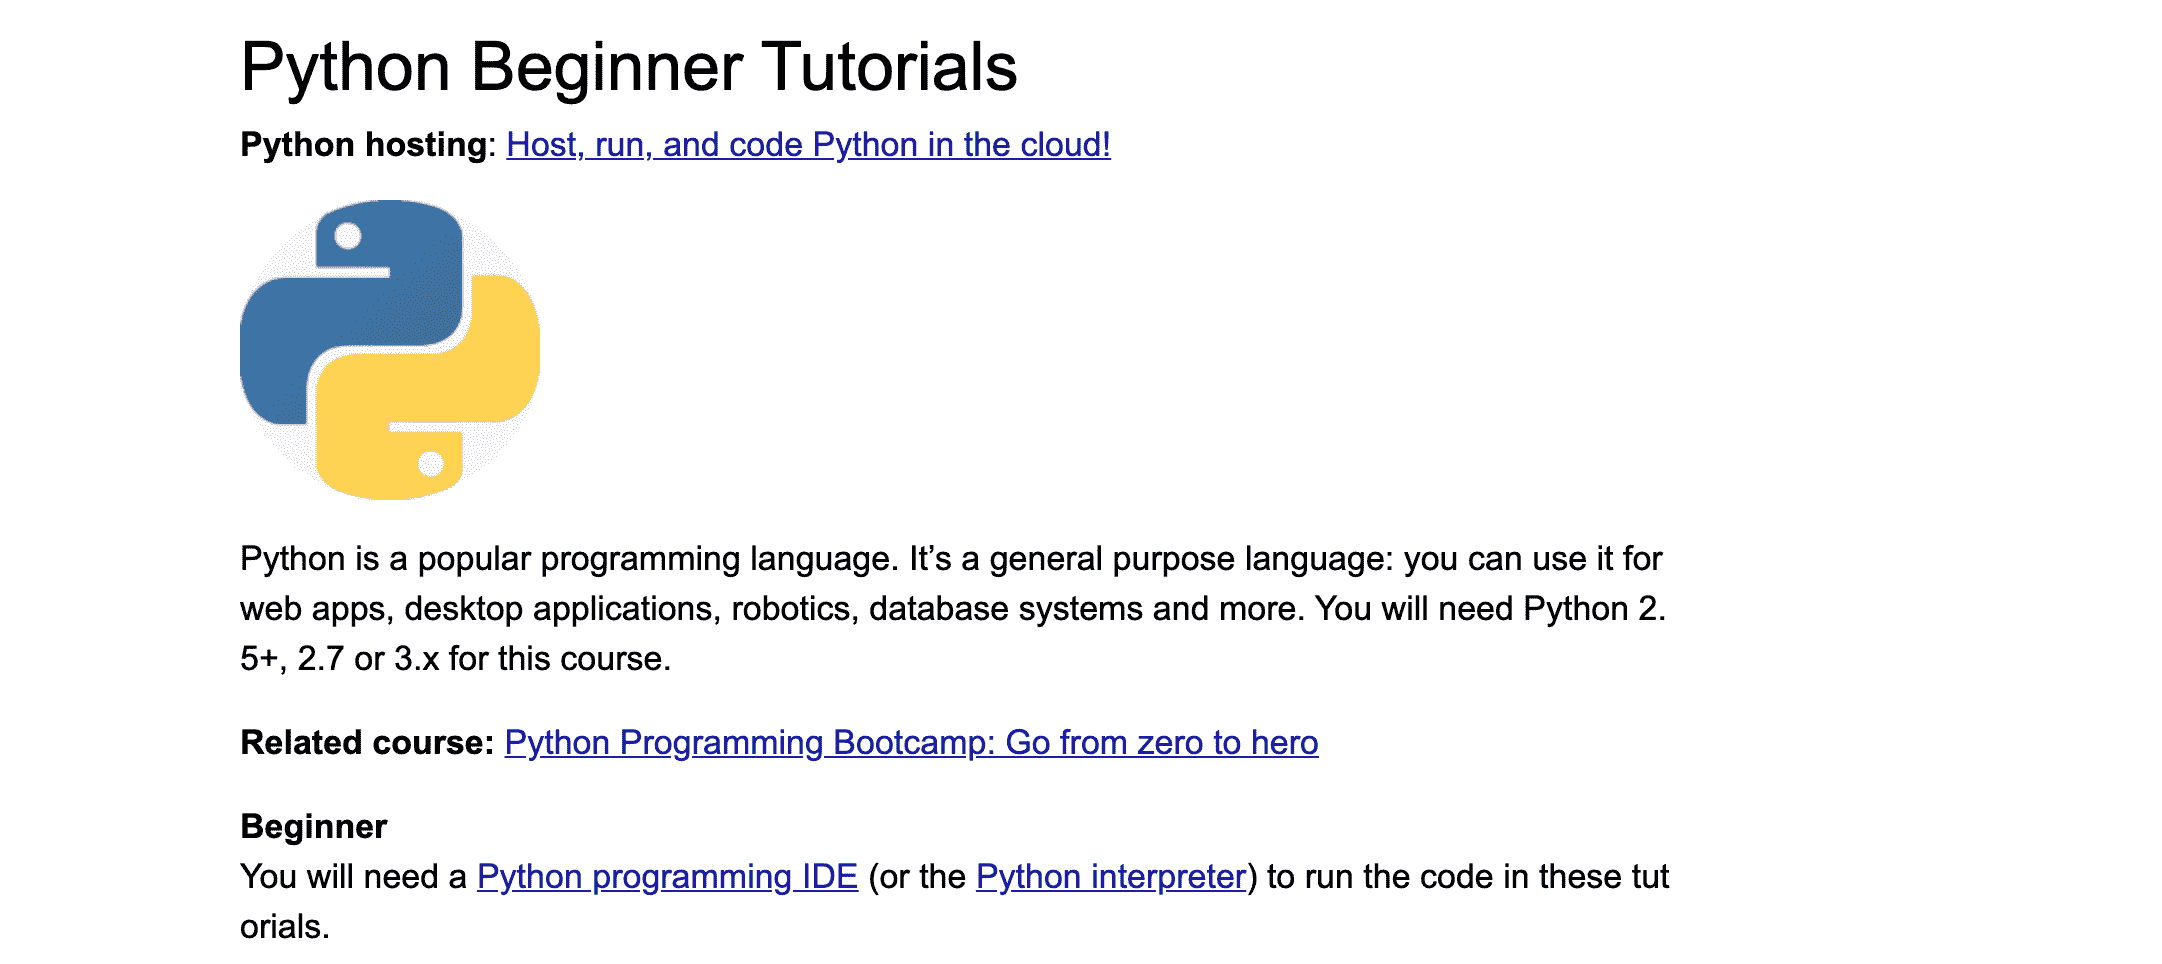 Python Beginner Tutorials
Python hosting: Host, run, and code Python in the cloud!
Python is a popular programming language. It’s a general purpose language: you can use it for
web apps, desktop applications, robotics, database systems and more. You will need Python 2.
5+, 2.7 or 3.x for this course.
Related course: Python Programming Bootcamp: Go from zero to hero
Beginner
You will need a Python programming IDE (or the Python interpreter) to run the code in these tut
orials.